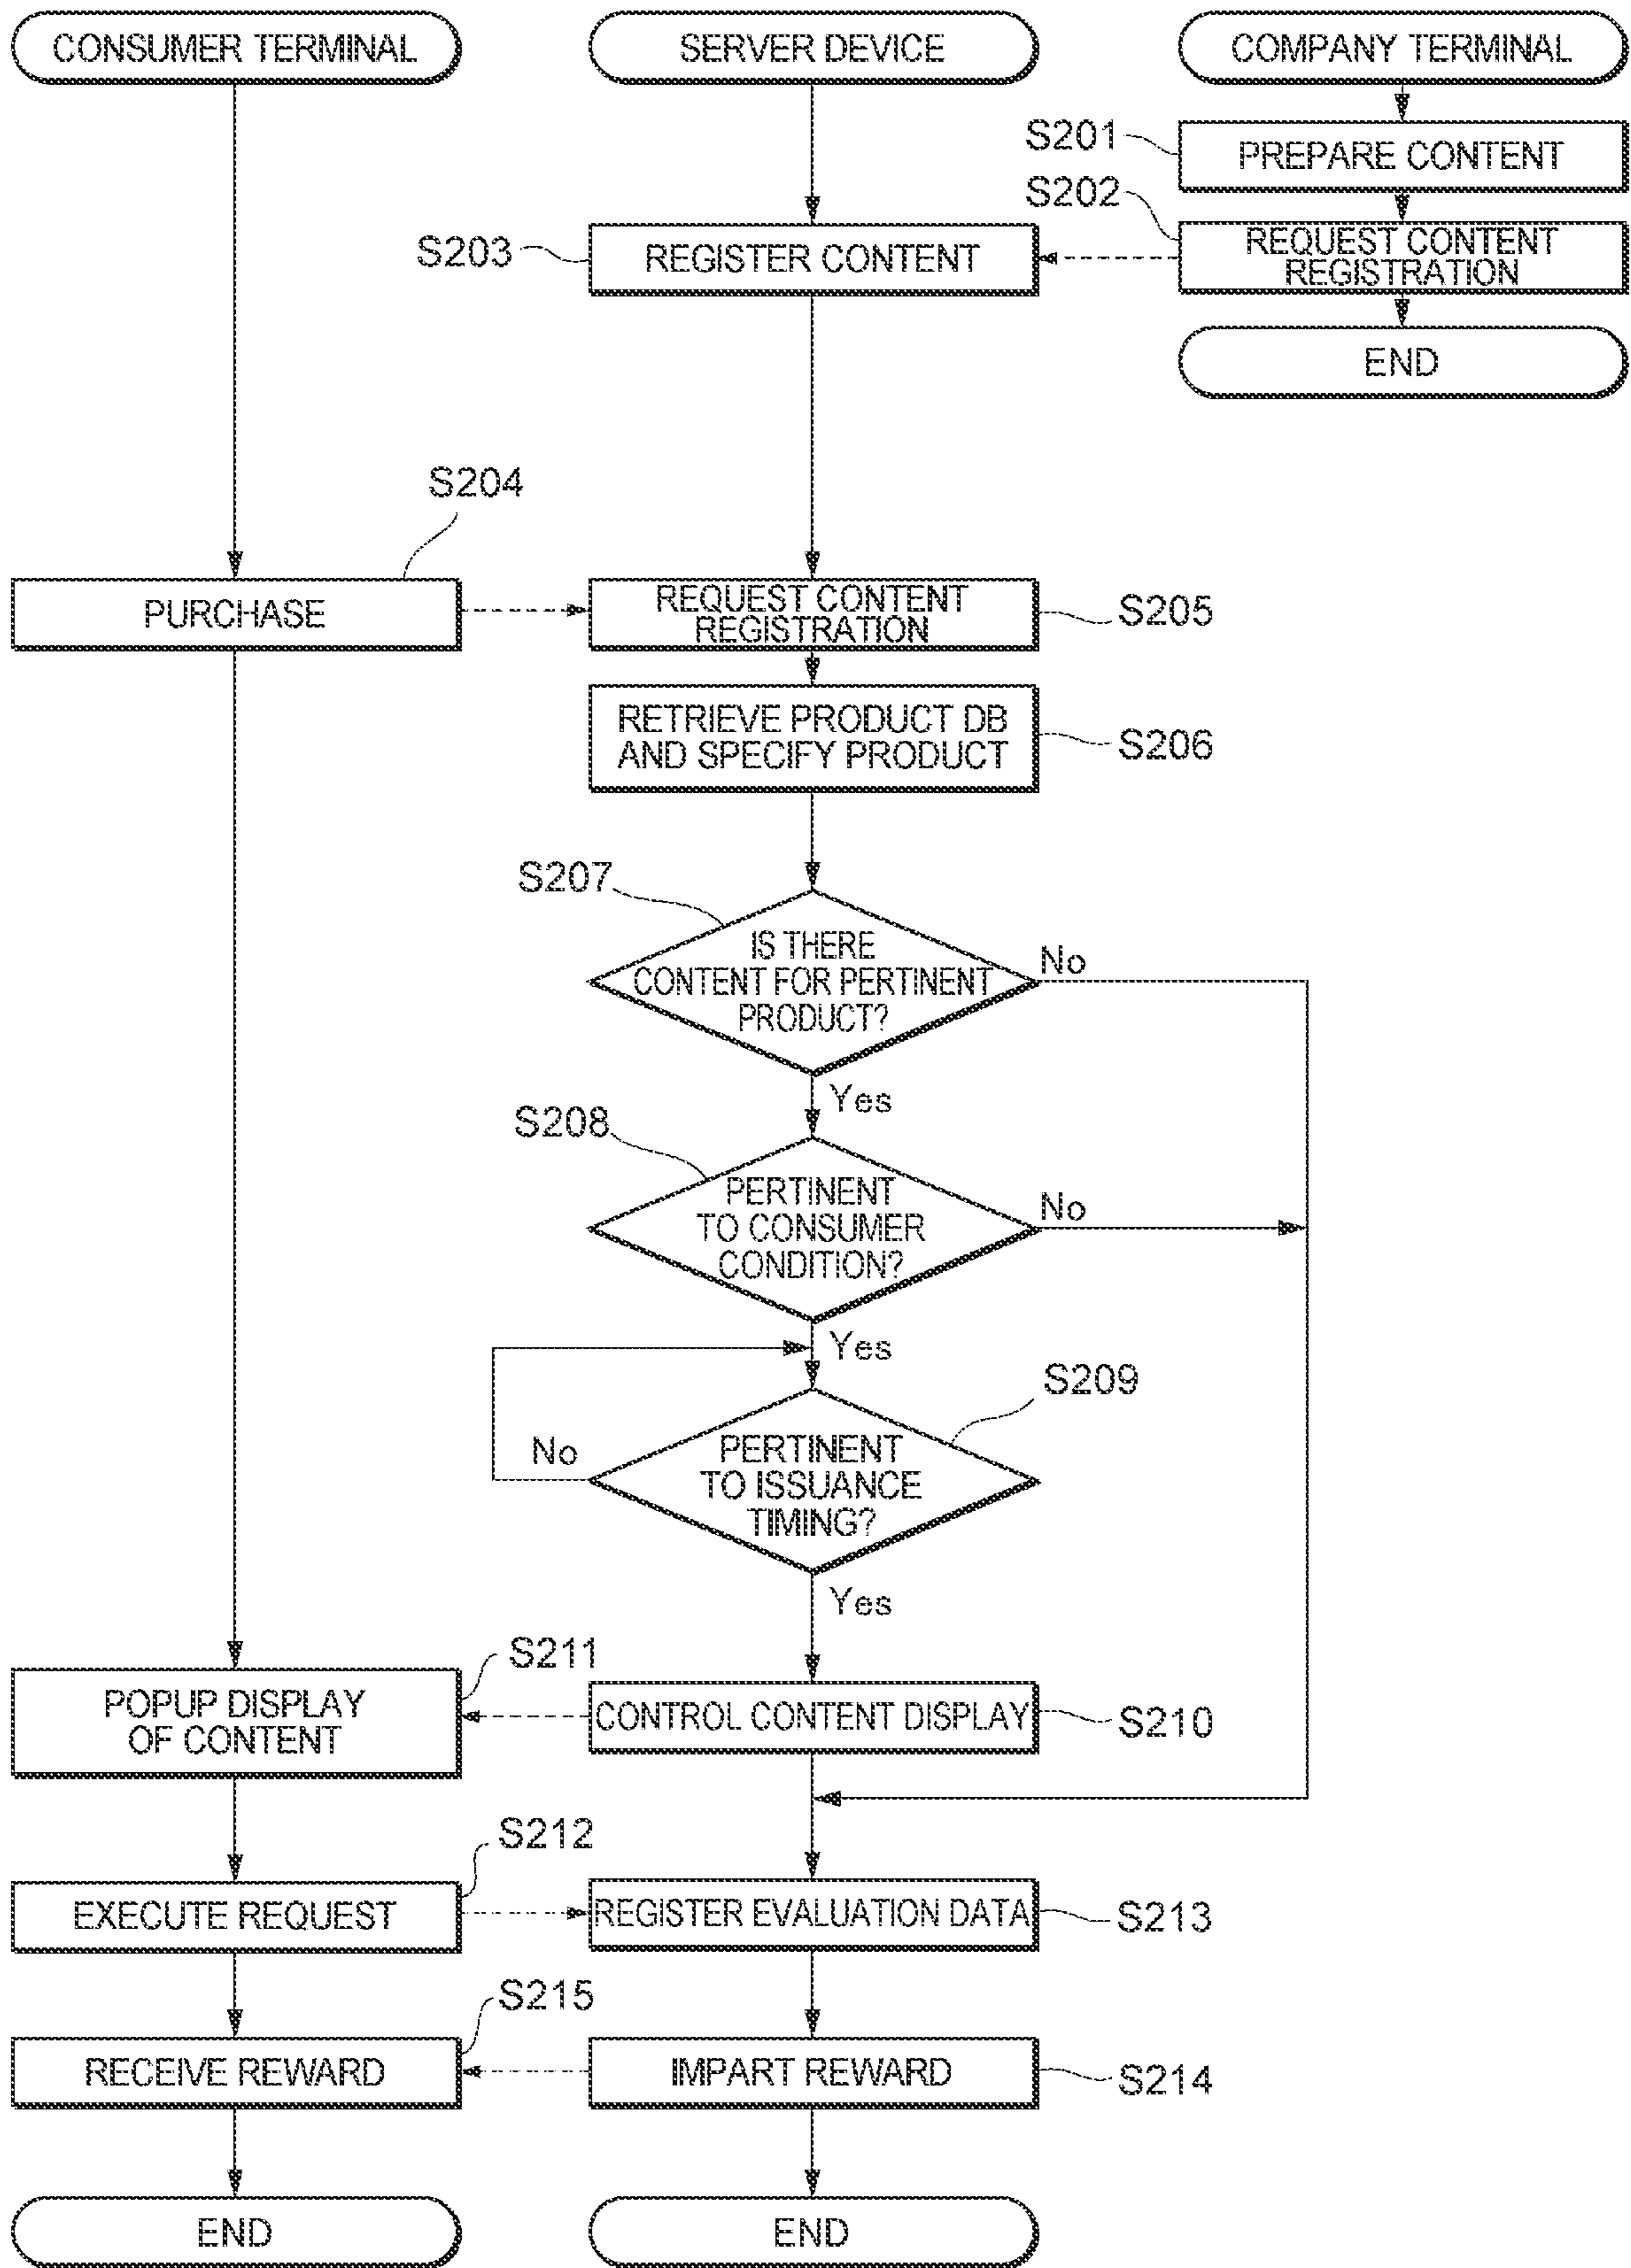 CONSUMER TERMINAL
SERVER DEVICE
COMPANY TERMINAL
S201
PREPARE CONTENT
S202
REQUEST CONTENT
REGISTRATION
S203
REGISTER CONTENT
END
S204
PURCHASE
REQUEST CONTENT
REGISTRATION
S205
RETRIEVE PRODUCT DB
AND SPECIFY PRODUCT
S206
S207
IS THERE
CONTENT FOR PERTINENT
PRODUCT?
No
Yes
S208
PERTINENT
TO CONSUMER
CONDITION?
No
Yes
S209
PERTINENT
TO ISSUANCE
TIMING?
No
Yes
S211
POPUP DISPLAY
OF CONTENT
CONTROL CONTENT DISPLAY
S210
S212
EXECUTE REQUEST
REGISTER EVALUATION DATA
S213
S215
RECEIVE REWARD
IMPART REWARD
S214
END
END